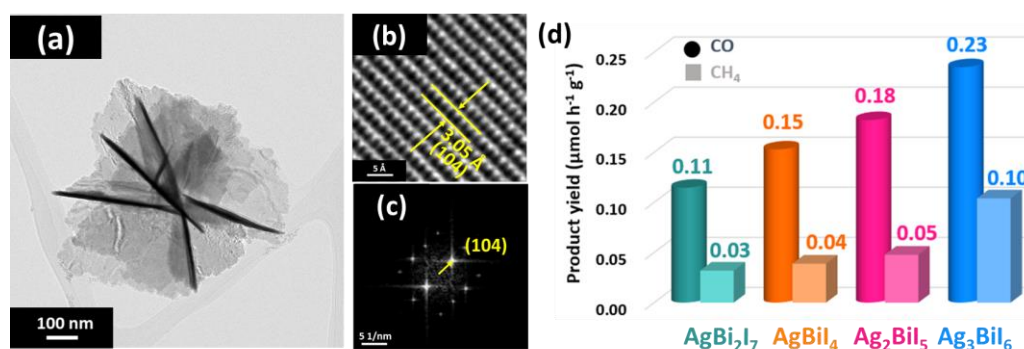 (a)
100 nm
(b)
3.05 Å
(104)
5 Å
(c)
(104)
5 1/nm
(d)
CO
CH₄
Product yield (μmol h⁻¹ g⁻¹)
0.25
0.20
0.15
0.10
0.05
0.00
0.11
0.03
0.15
0.04
0.18
0.05
0.23
0.10
AgBi₂I₇
AgBiI₄
Ag₂BiI₅
Ag₃BiI₆